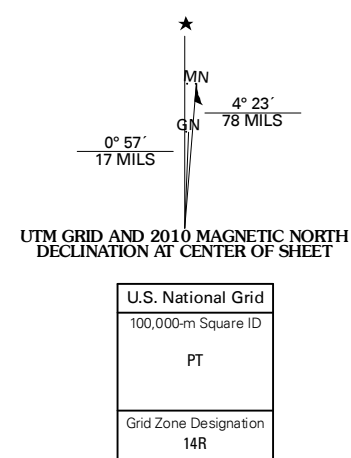 MN
4° 23´
78 MILS
GN
0° 57´
17 MILS
UTM GRID AND 2010 MAGNETIC NORTH
DECLINATION AT CENTER OF SHEET
U.S. National Grid
100,000-m Square ID
PT
Grid Zone Designation
14R